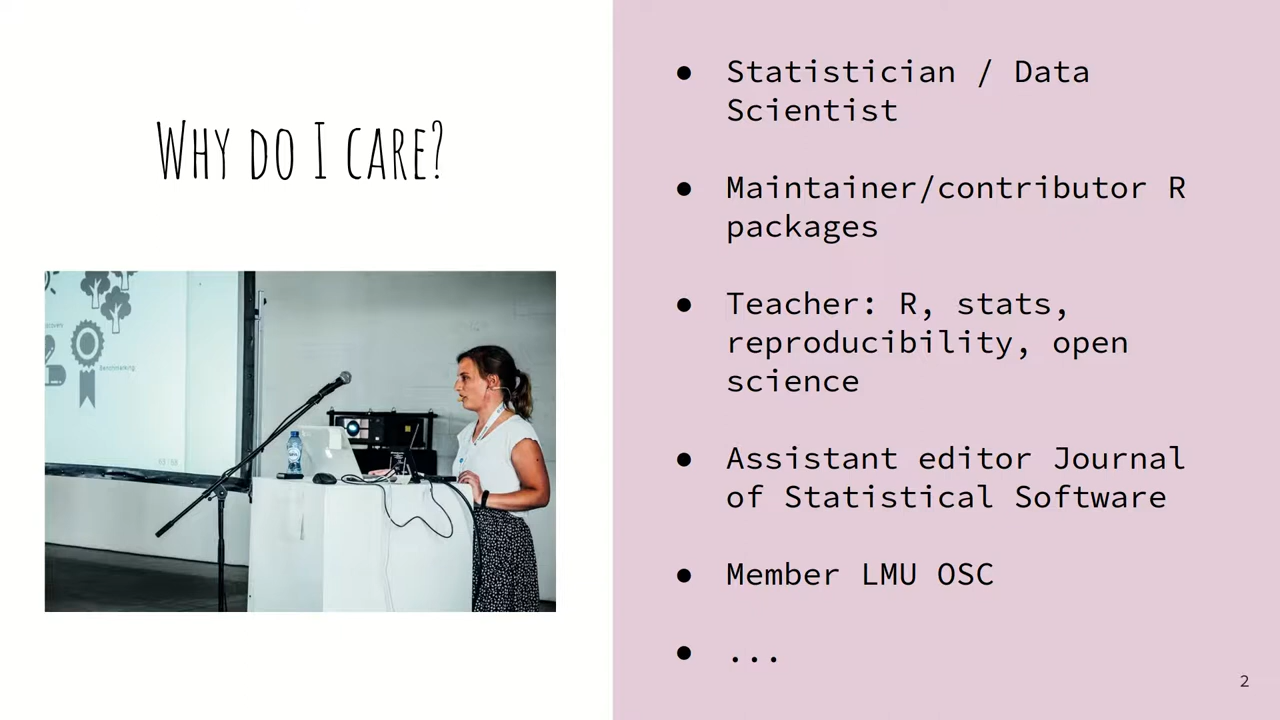 WHY DO I CARE?
● Statistician / Data
Scientist
● Maintainer/contributor R
packages
● Teacher: R, stats,
reproducibility, open
science
● Assistant editor Journal
of Statistical Software
● Member LMU OSC
● ...
Benchmarking
2